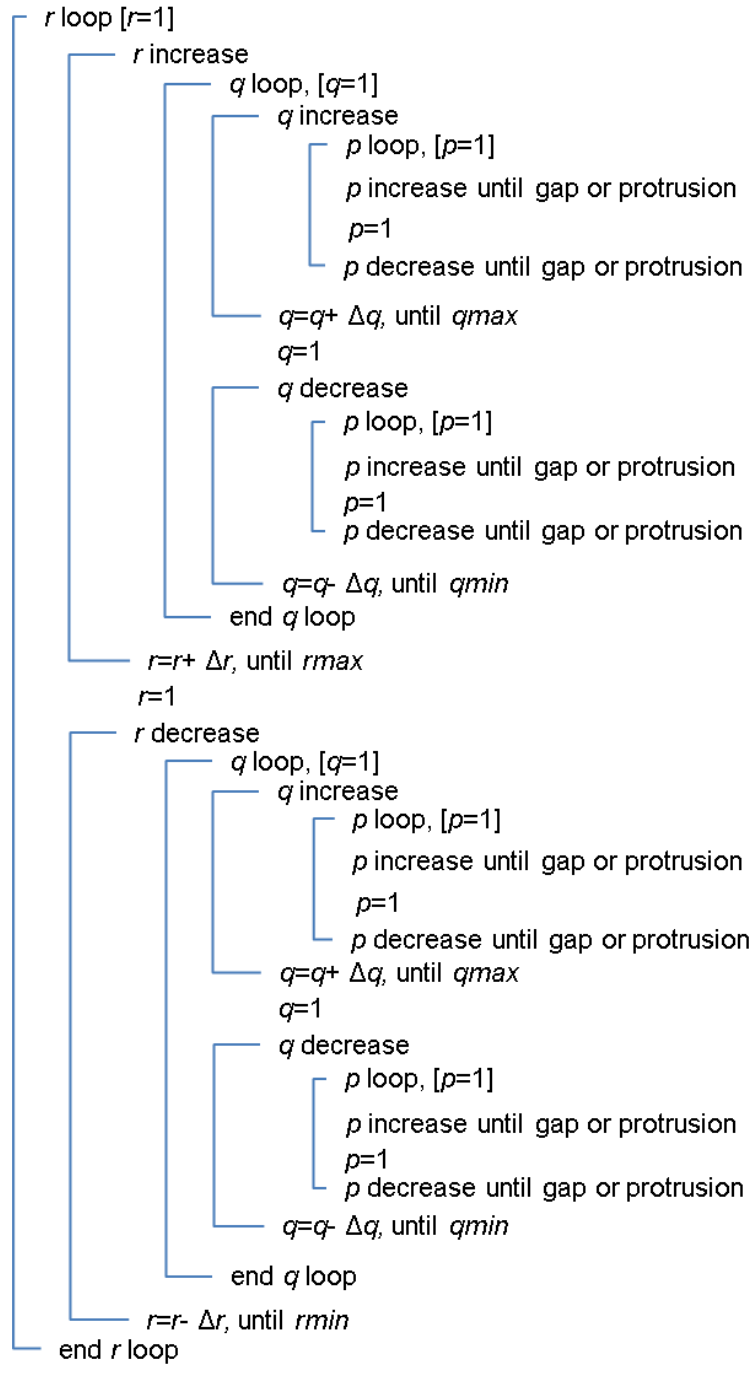 r loop [r=1]
r increase
q loop, [q=1]
q increase
p loop, [p=1]
p increase until gap or protrusion
p=1
p decrease until gap or protrusion
q=q+ Δq, until qmax
q=1
q decrease
p loop, [p=1]
p increase until gap or protrusion
p=1
p decrease until gap or protrusion
q=q- Δq, until qmin
end q loop
r=r+ Δr, until rmax
r=1
r decrease
q loop, [q=1]
q increase
p loop, [p=1]
p increase until gap or protrusion
p=1
p decrease until gap or protrusion
q=q+ Δq, until qmax
q=1
q decrease
p loop, [p=1]
p increase until gap or protrusion
p=1
p decrease until gap or protrusion
q=q- Δq, until qmin
end q loop
r=r- Δr, until rmin
end r loop